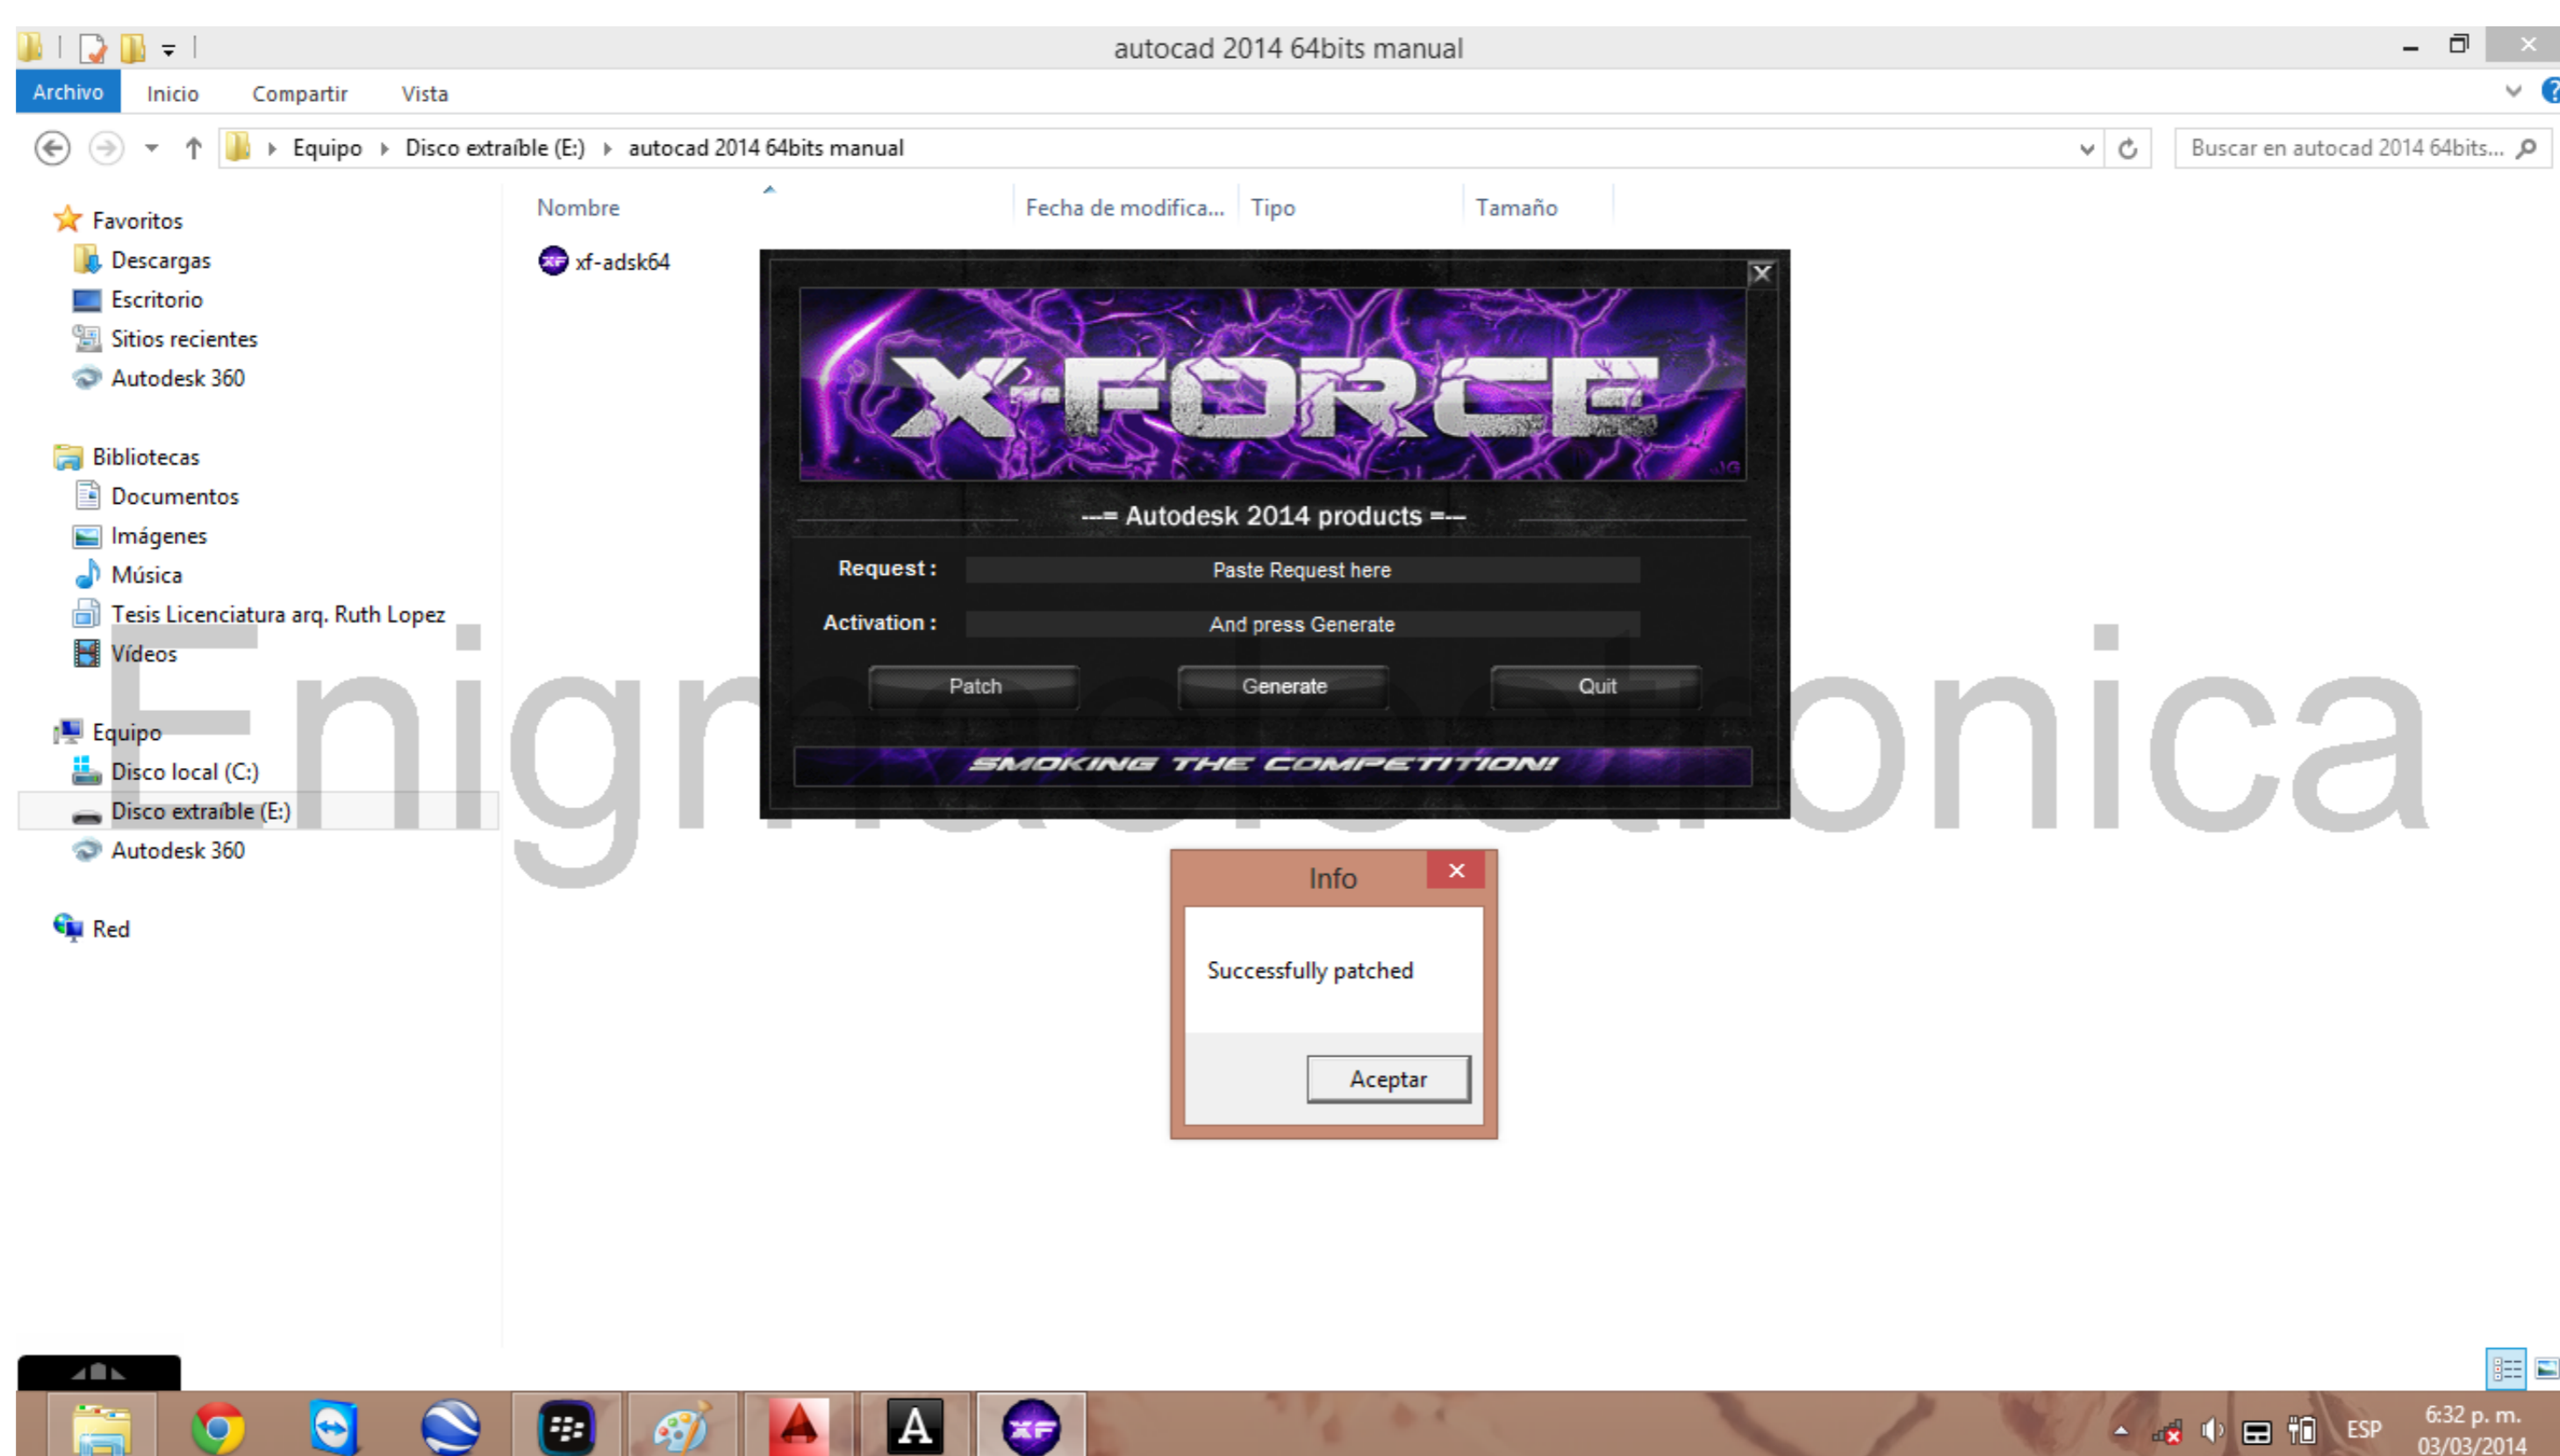 autocad 2014 64bits manual
Archivo Inicio Compartir Vista
Equipo Disco extraíble (E:) autocad 2014 64bits manual
Buscar en autocad 2014 64bits...
Nombre Fecha de modifica... Tipo Tamaño
Favoritos
Descargas
Escritorio
Sitios recientes
Autodesk 360
Bibliotecas
Documentos
Imágenes
Música
Tesis Licenciatura arq. Ruth Lopez
Vídeos
Equipo
Disco local (C:)
Disco extraíble (E:)
Autodesk 360
Red
XF xf-adsk64
X
X-FORCE
JG
---= Autodesk 2014 products =---
Request : Paste Request here
Activation : And press Generate
Patch Generate Quit
SMOKING THE COMPETITION!
Enigmaelectronica
Info
Successfully patched
Aceptar
A XF
ESP
6:32 p. m.
03/03/2014